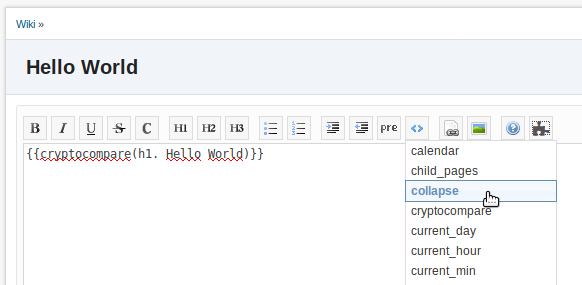 Wiki »
Hello World
B I U S C H1 H2 H3 pre <> ?
{{cryptocompare(h1. Hello World)}}
calendar
child_pages
collapse
cryptocompare
current_day
current_hour
current_min